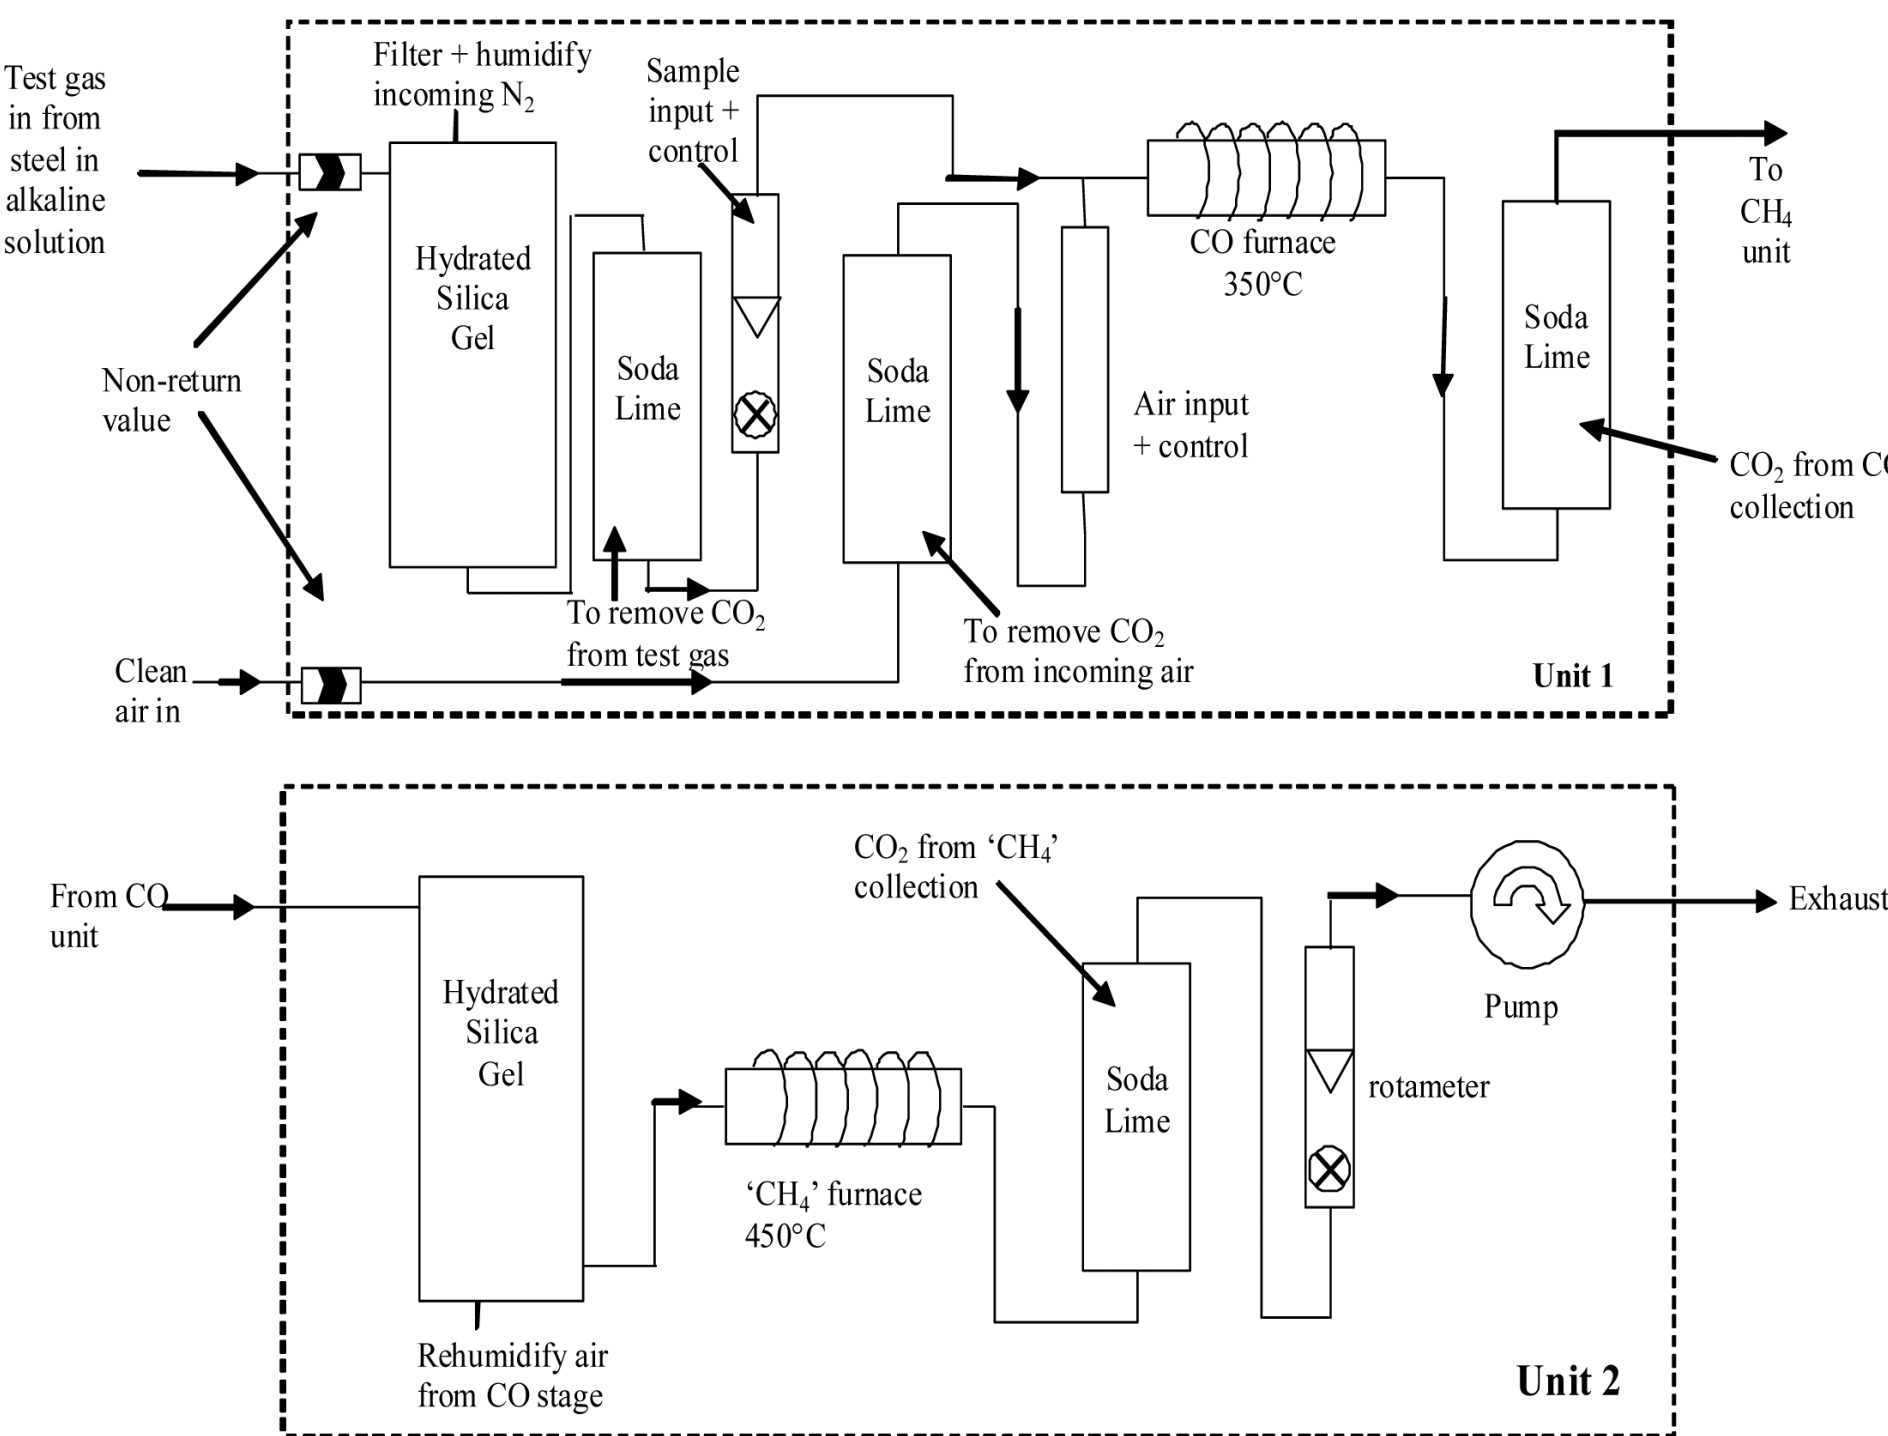 Test gas
in from
steel in
alkaline
solution
Filter + humidify
incoming N₂
Sample
input +
control
Hydrated
Silica
Gel
Soda
Lime
Soda
Lime
CO furnace
350°C
Soda
Lime
To
CH₄
unit
Non-return
value
Air input
+ control
CO₂ from C
collection
To remove CO₂
from test gas
To remove CO₂
from incoming air
Clean
air in
Unit 1
From CO
unit
Hydrated
Silica
Gel
CO₂ from ‘CH₄’
collection
Exhaust
Pump
Soda
Lime
rotameter
‘CH₄’ furnace
450°C
Rehumidify air
from CO stage
Unit 2